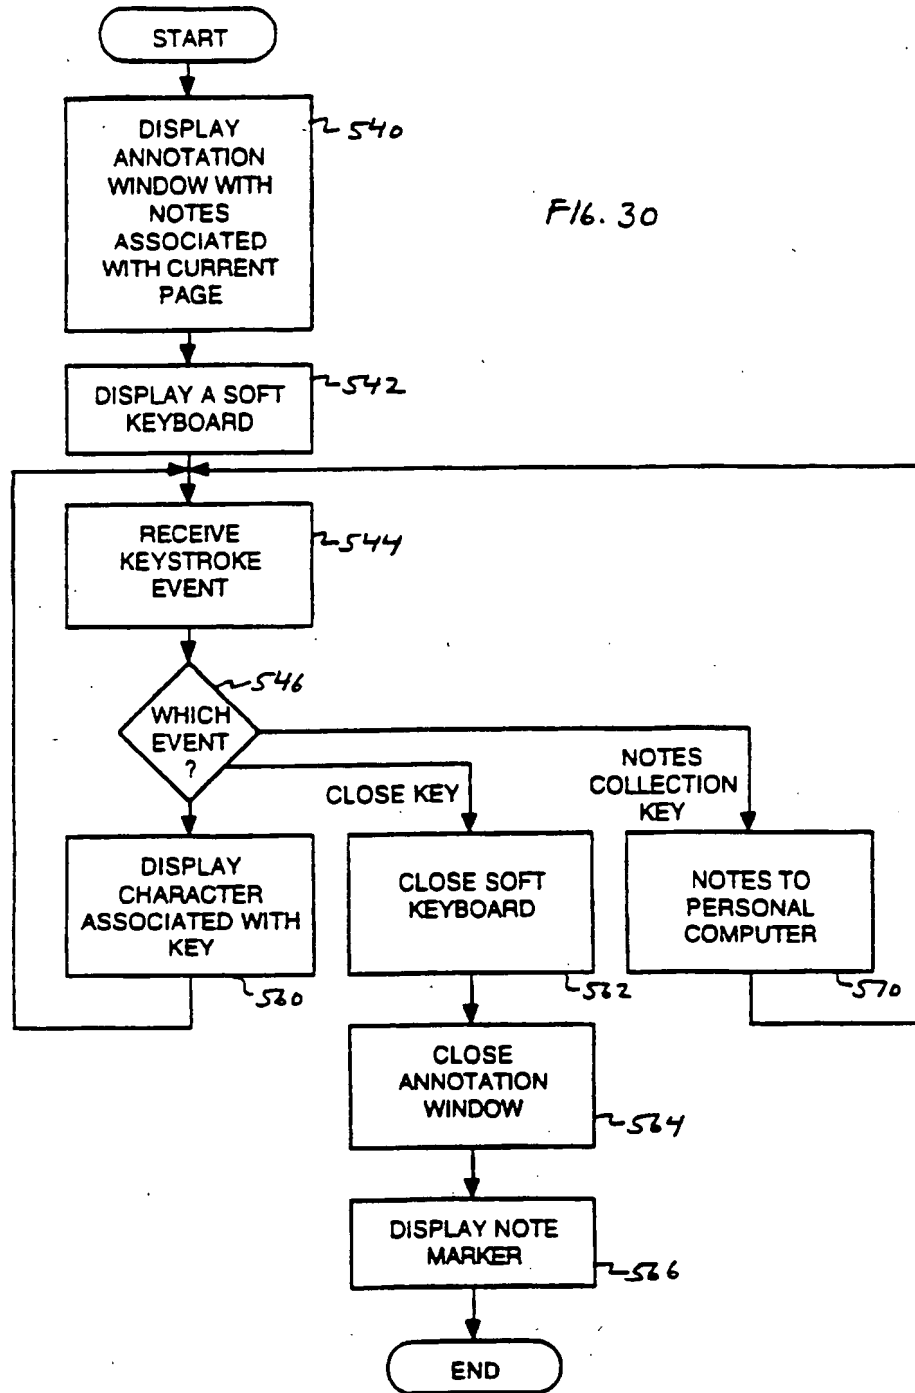 START
DISPLAY
ANNOTATION
WINDOW WITH
NOTES
ASSOCIATED
WITH CURRENT
PAGE
540
FIG. 30
DISPLAY A SOFT
KEYBOARD
542
RECEIVE
KEYSTROKE
EVENT
544
WHICH
EVENT
?
546
CLOSE KEY
NOTES
COLLECTION
KEY
DISPLAY
CHARACTER
ASSOCIATED WITH
KEY
560
CLOSE SOFT
KEYBOARD
562
NOTES TO
PERSONAL
COMPUTER
570
CLOSE
ANNOTATION
WINDOW
564
DISPLAY NOTE
MARKER
566
END